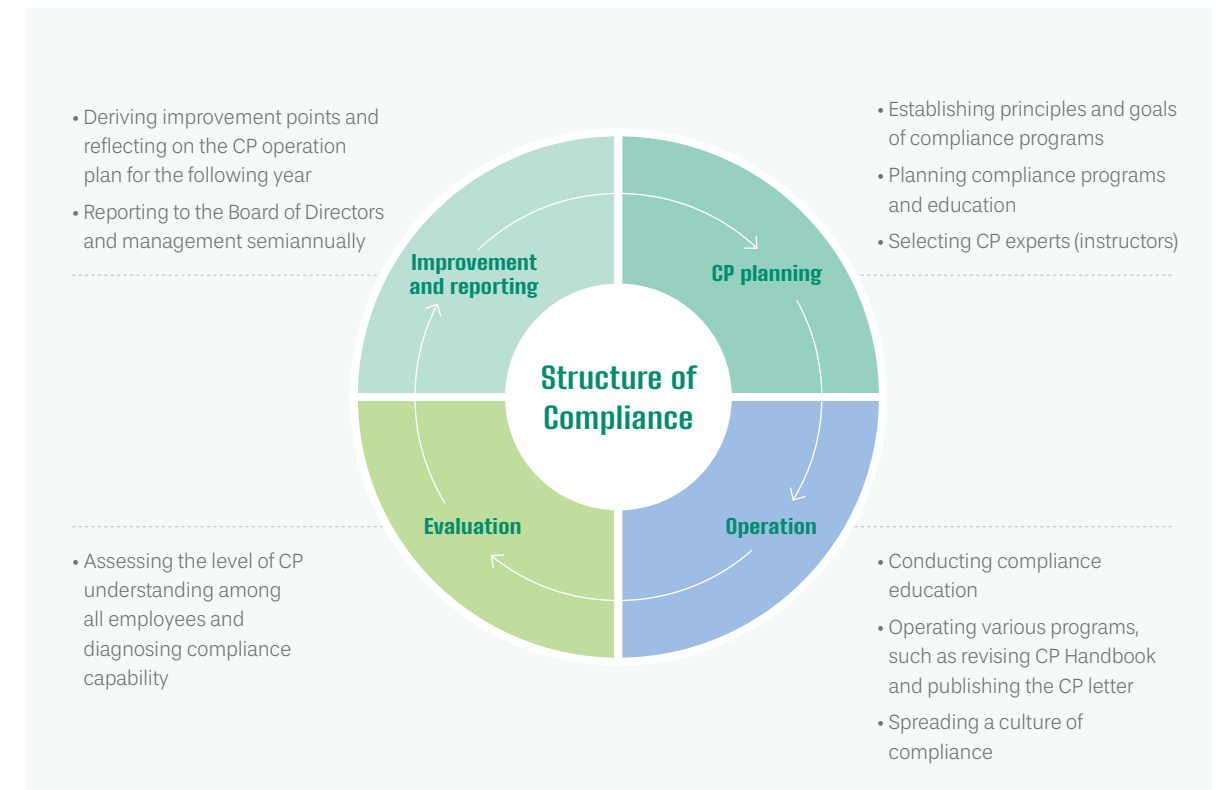 • Deriving improvement points and
reflecting on the CP operation
plan for the following year
• Reporting to the Board of Directors
and management semiannually
• Establishing principles and goals
of compliance programs
• Planning compliance programs
and education
• Selecting CP experts (instructors)
Improvement
and reporting
CP planning
Structure of
Compliance
Evaluation
Operation
• Assessing the level of CP
understanding among
all employees and
diagnosing compliance
capability
• Conducting compliance
education
• Operating various programs,
such as revising CP Handbook
and publishing the CP letter
• Spreading a culture of
compliance